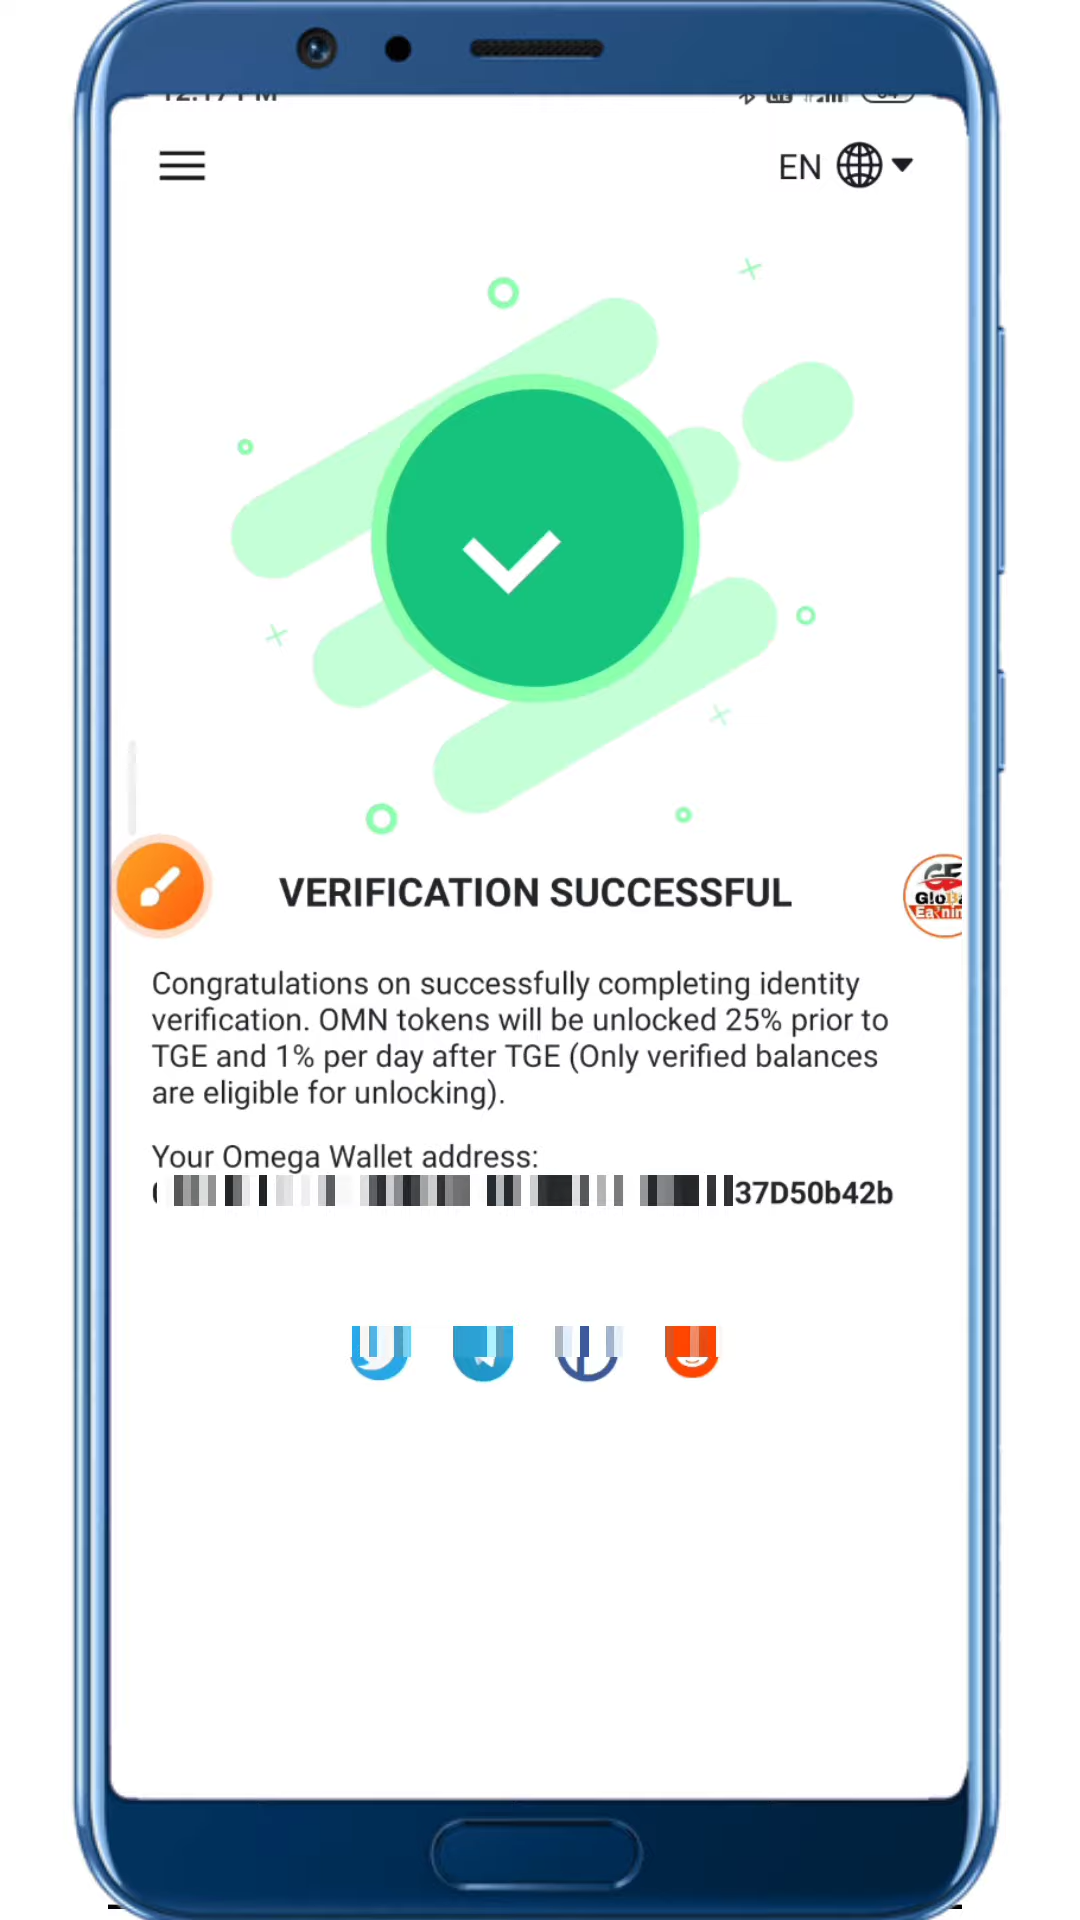 EN
VERIFICATION SUCCESSFUL
Congratulations on successfully completing identity
verification. OMN tokens will be unlocked 25% prior to
TGE and 1% per day after TGE (Only verified balances
are eligible for unlocking).
Your Omega Wallet address:
37D50b42b